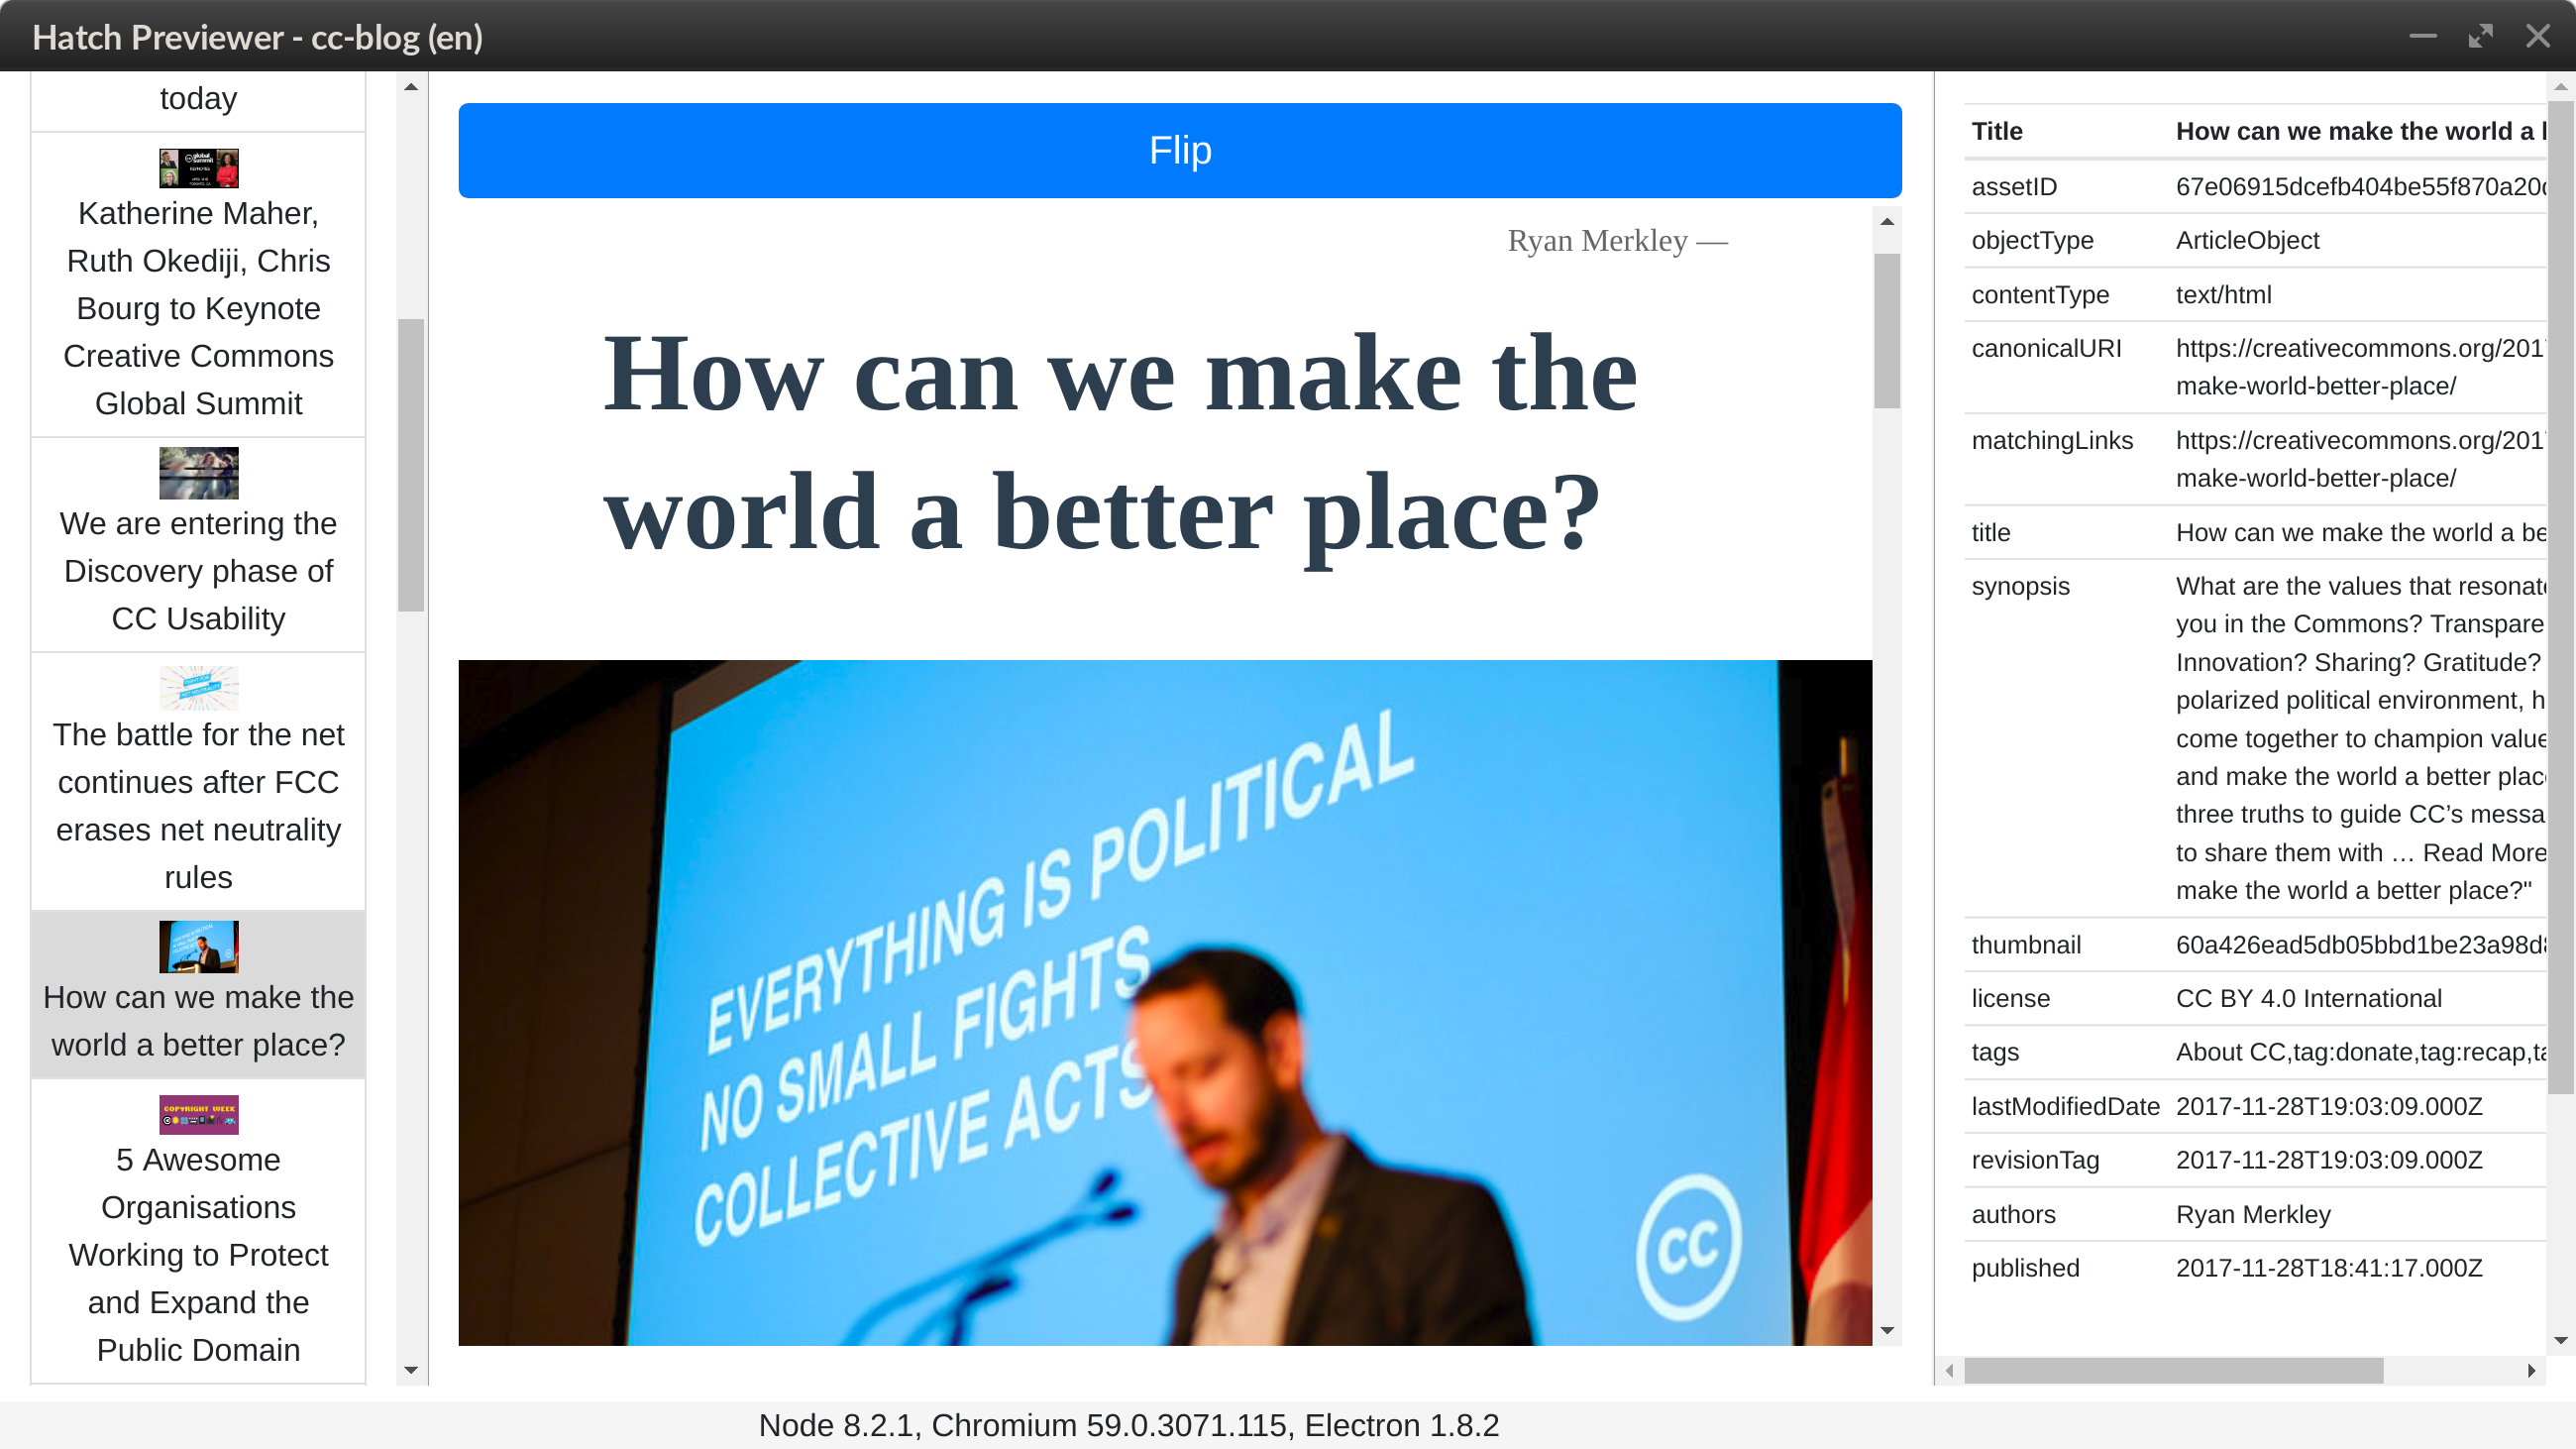 Hatch Previewer - cc-blog (en)
today
global
summit
KEYNOTES
Katherine Maher,
Ruth Okediji, Chris
Bourg to Keynote
Creative Commons
Global Summit
We are entering the
Discovery phase of
CC Usability
FIGHT FOR
NET NEUTRALITY
The battle for the net
continues after FCC
erases net neutrality
rules
How can we make the
world a better place?
COPYRIGHT WEEK
5 Awesome
Organisations
Working to Protect
and Expand the
Public Domain
Flip
Ryan Merkley —
How can we make the
world a better place?
EVERYTHING IS POLITICAL
NO SMALL FIGHTS
COLLECTIVE ACTS
cc
Title How can we make the world a
assetID 67e06915dcefb404be55f870a20
objectType ArticleObject
contentType text/html
canonicalURI https://creativecommons.org/201
make-world-better-place/
matchingLinks https://creativecommons.org/201
make-world-better-place/
title How can we make the world a be
synopsis What are the values that resonate
you in the Commons? Transpare
Innovation? Sharing? Gratitude?
polarized political environment, h
come together to champion value
and make the world a better plac
three truths to guide CC’s messa
to share them with … Read More
make the world a better place?"
thumbnail 60a426ead5db05bbd1be23a98d
license CC BY 4.0 International
tags About CC,tag:donate,tag:recap,ta
lastModifiedDate 2017-11-28T19:03:09.000Z
revisionTag 2017-11-28T19:03:09.000Z
authors Ryan Merkley
published 2017-11-28T18:41:17.000Z
Node 8.2.1, Chromium 59.0.3071.115, Electron 1.8.2